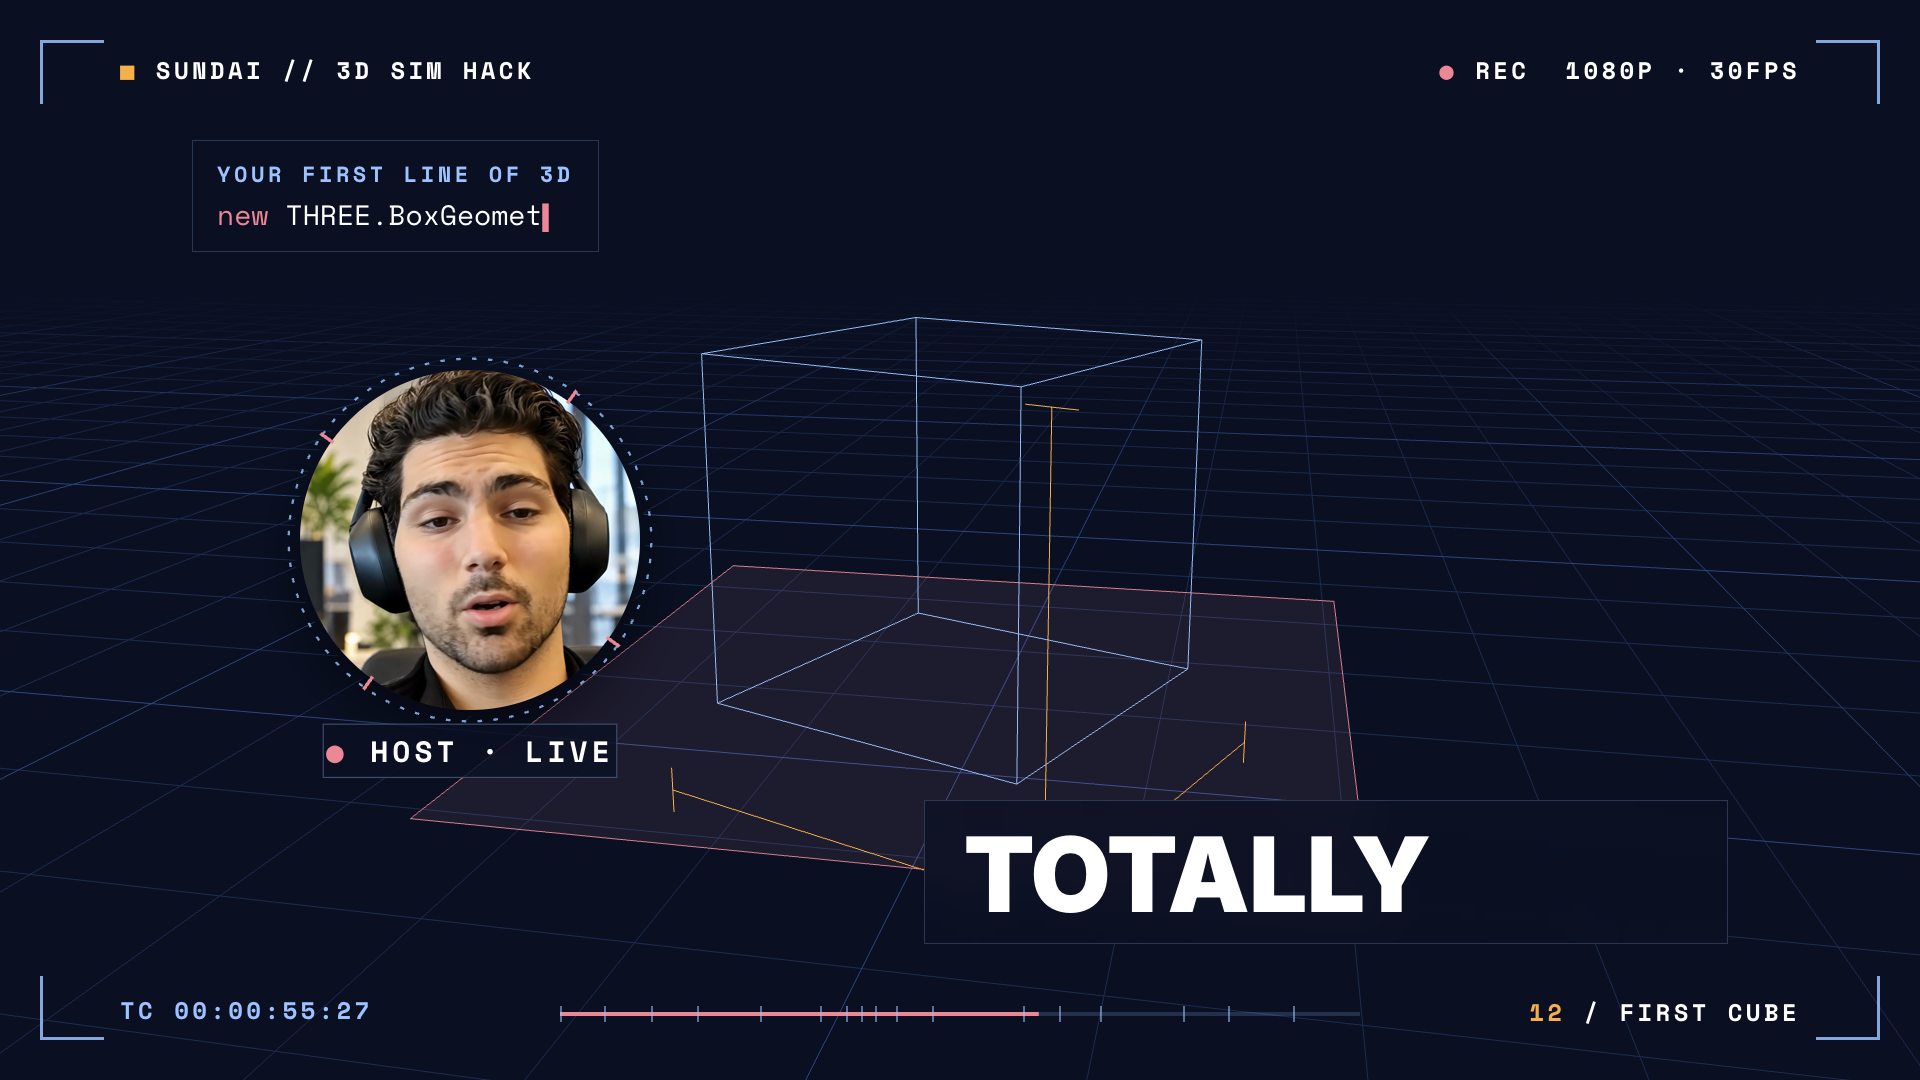 SUNDAI // 3D SIM HACK
REC 1080P · 30FPS
YOUR FIRST LINE OF 3D
new THREE.BoxGeomet
HOST · LIVE
TOTALLY
TC 00:00:55:27
12 / FIRST CUBE